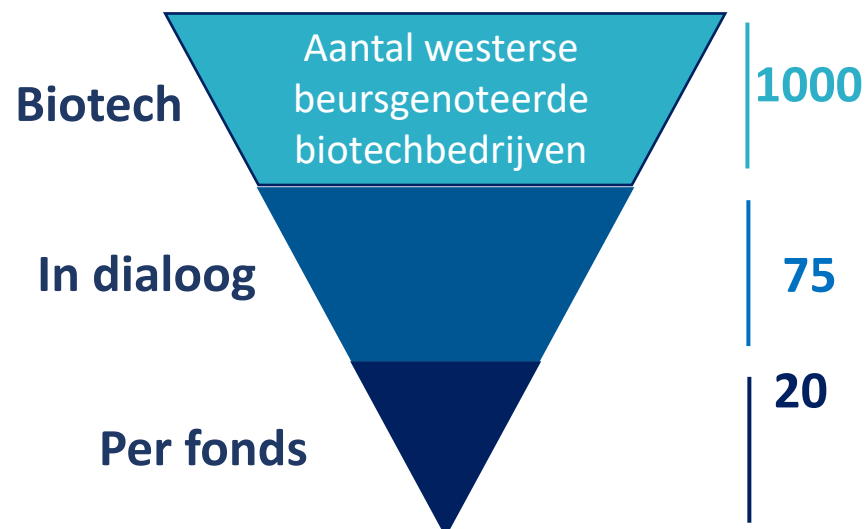 Biotech
Aantal westerse
beursgenoteerde
biotechbedrijven
1000
In dialoog
75
Per fonds
20